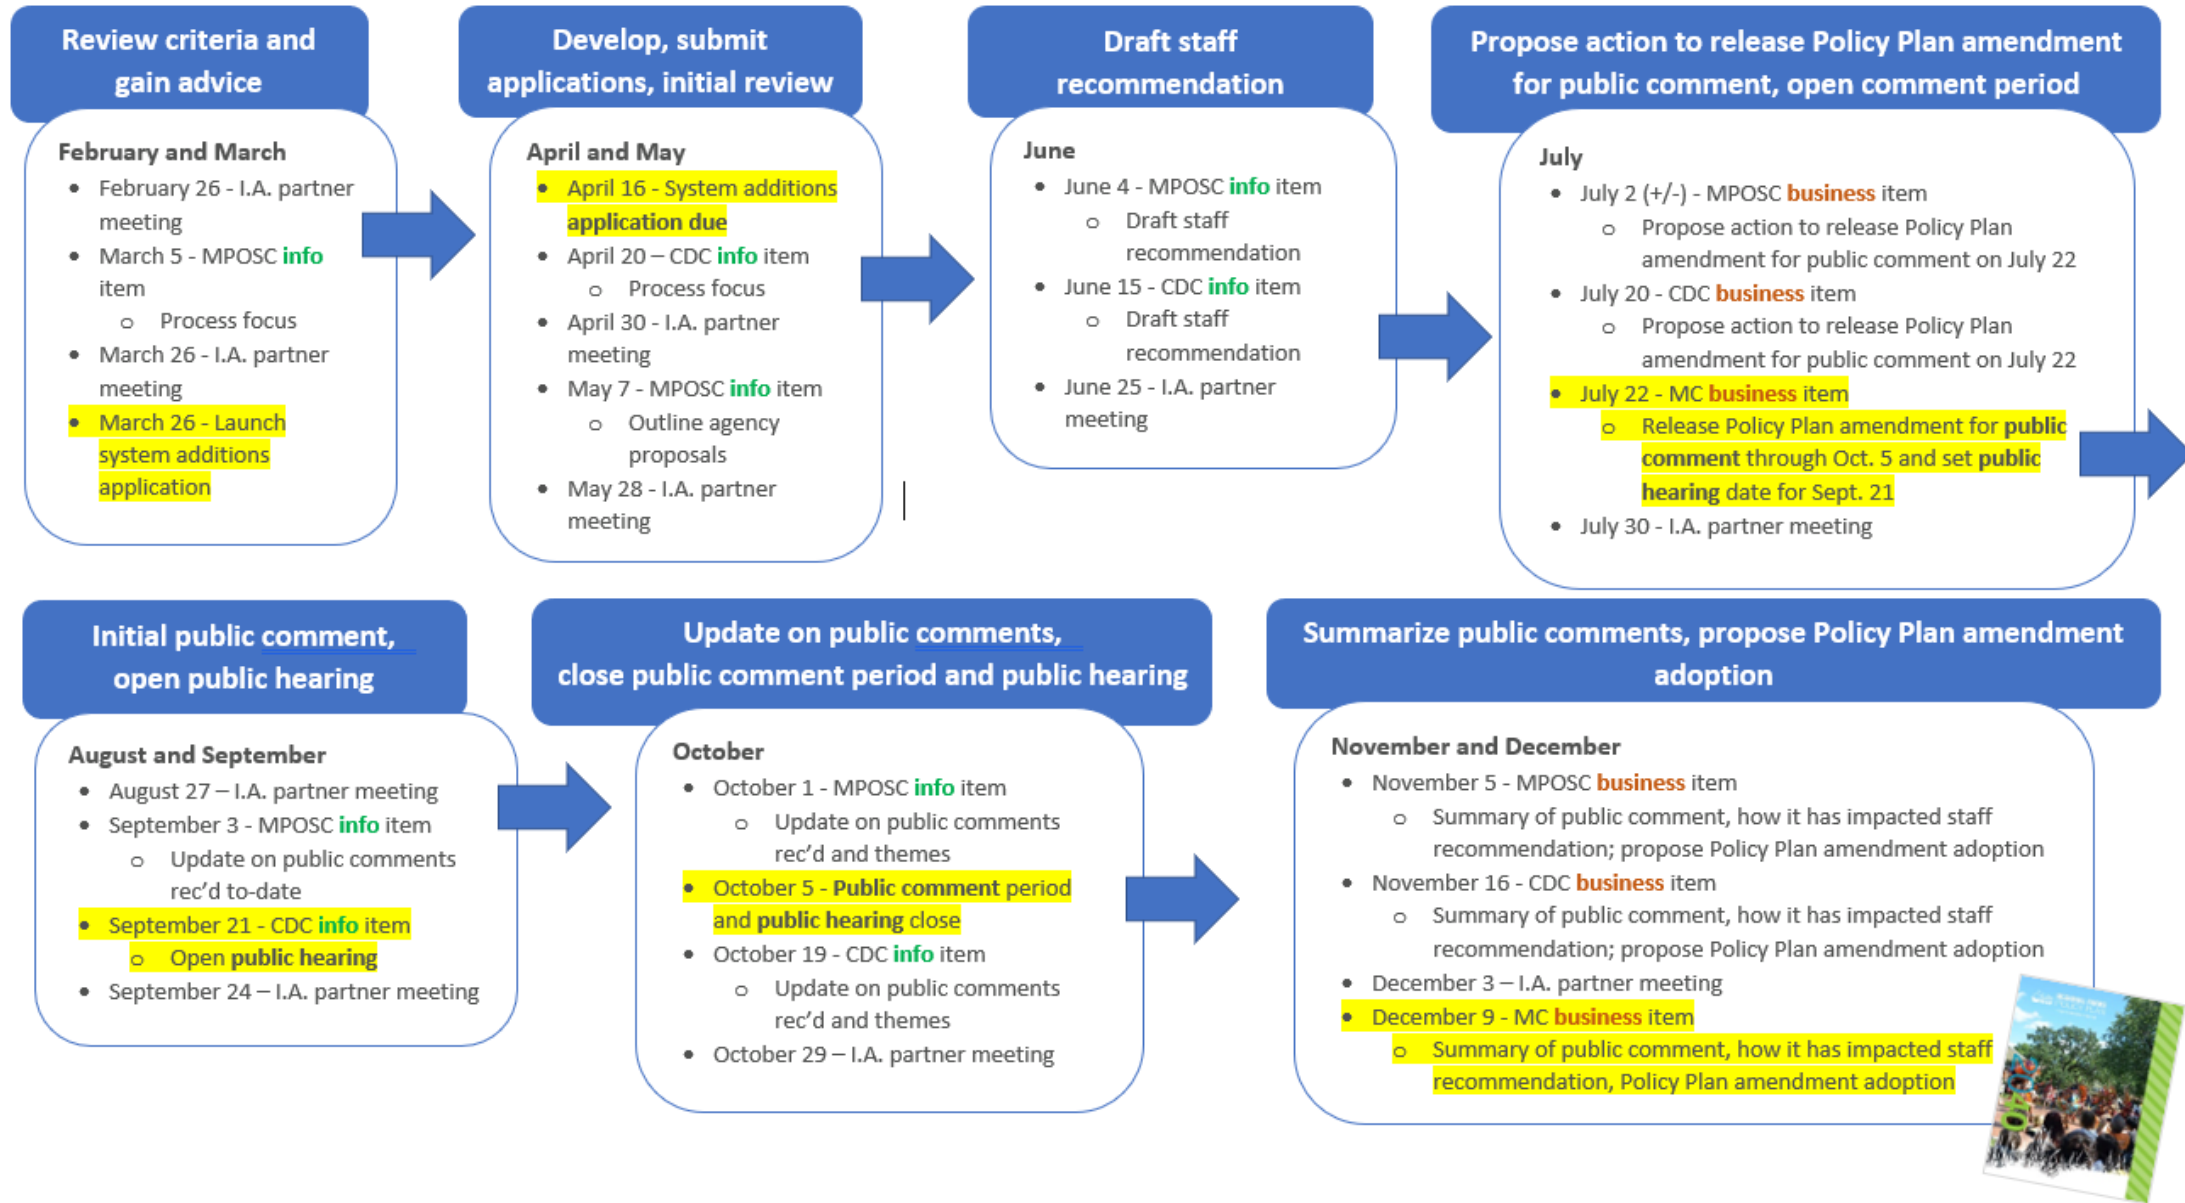 Review criteria and
gain advice
February and March
• February 26 - I.A. partner
meeting
• March 5 - MPOSC info
item
o Process focus
• March 26 - I.A. partner
meeting
• March 26 - Launch
system additions
application
Develop, submit
applications, initial review
April and May
• April 16 - System additions
application due
• April 20 – CDC info item
o Process focus
• April 30 - I.A. partner
meeting
• May 7 - MPOSC info item
o Outline agency
proposals
• May 28 - I.A. partner
meeting
Draft staff
recommendation
June
• June 4 - MPOSC info item
o Draft staff
recommendation
• June 15 - CDC info item
o Draft staff
recommendation
• June 25 - I.A. partner
meeting
Propose action to release Policy Plan amendment
for public comment, open comment period
July
• July 2 (+/-) - MPOSC business item
o Propose action to release Policy Plan
amendment for public comment on July 22
• July 20 - CDC business item
o Propose action to release Policy Plan
amendment for public comment on July 22
• July 22 - MC business item
o Release Policy Plan amendment for public
comment through Oct. 5 and set public
hearing date for Sept. 21
• July 30 - I.A. partner meeting
Initial public comment,
open public hearing
August and September
• August 27 – I.A. partner meeting
• September 3 - MPOSC info item
o Update on public comments
rec'd to-date
• September 21 - CDC info item
o Open public hearing
• September 24 – I.A. partner meeting
Update on public comments,
close public comment period and public hearing
October
• October 1 - MPOSC info item
o Update on public comments
rec'd and themes
• October 5 - Public comment period
and public hearing close
• October 19 - CDC info item
o Update on public comments
rec'd and themes
• October 29 – I.A. partner meeting
Summarize public comments, propose Policy Plan amendment
adoption
November and December
• November 5 - MPOSC business item
o Summary of public comment, how it has impacted staff
recommendation; propose Policy Plan amendment adoption
• November 16 - CDC business item
o Summary of public comment, how it has impacted staff
recommendation; propose Policy Plan amendment adoption
• December 3 – I.A. partner meeting
• December 9 - MC business item
o Summary of public comment, how it has impacted staff
recommendation, Policy Plan amendment adoption
2040